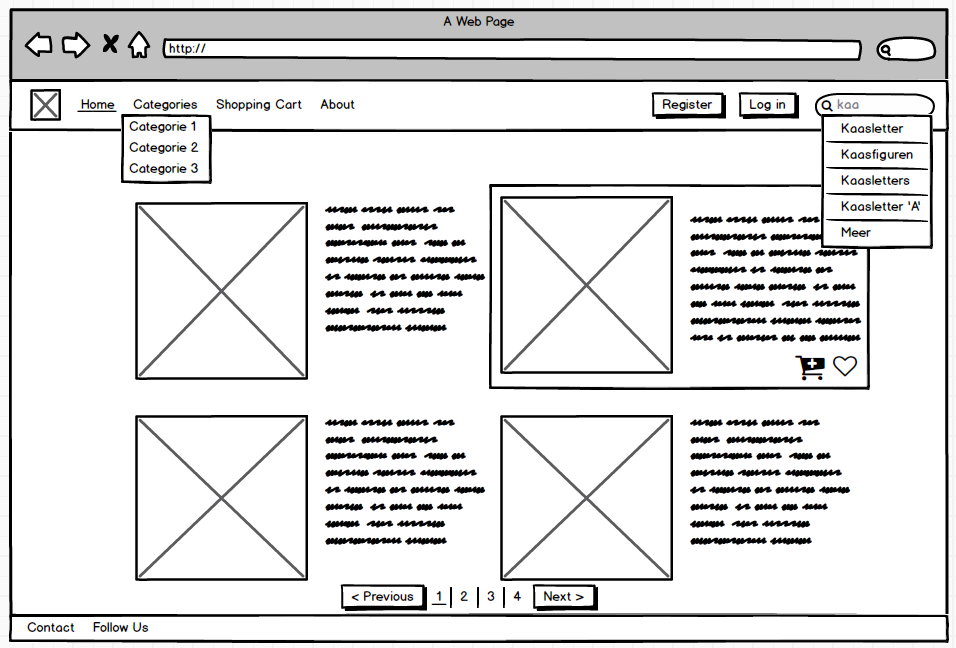 A Web Page
http://
Home Categories Shopping Cart About Register Log in kaa
Categorie 1
Categorie 2
Categorie 3
Kaasletter
Kaasfiguren
Kaasletters
Kaasletter 'A'
Meer
< Previous 1 2 3 4 Next >
Contact Follow Us